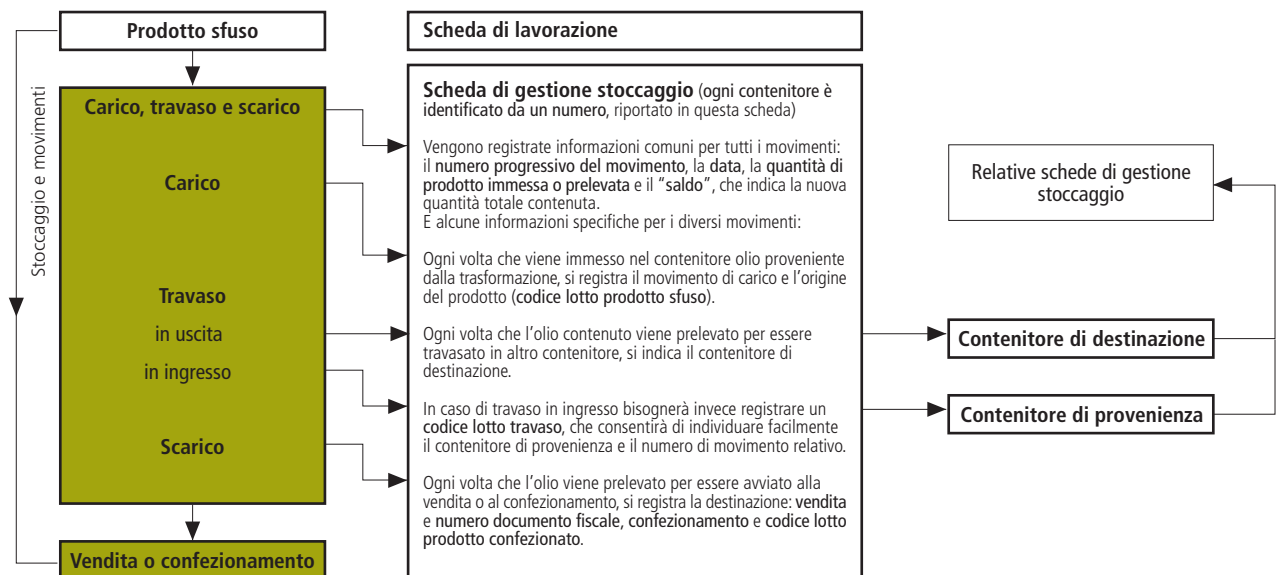 Prodotto sfuso
Scheda di lavorazione
Stoccaggio e movimenti
Carico, travaso e scarico
Carico
Travaso
in uscita
in ingresso
Scarico
Vendita o confezionamento
Scheda di gestione stoccaggio (ogni contenitore è
identificato da un numero, riportato in questa scheda)
Vengono registrate informazioni comuni per tutti i movimenti:
il numero progressivo del movimento, la data, la quantità di
prodotto immessa o prelevata e il “saldo”, che indica la nuova
quantità totale contenuta.
E alcune informazioni specifiche per i diversi movimenti:
Ogni volta che viene immesso nel contenitore olio proveniente
dalla trasformazione, si registra il movimento di carico e l’origine
del prodotto (codice lotto prodotto sfuso).
Ogni volta che l’olio contenuto viene prelevato per essere
travasato in altro contenitore, si indica il contenitore di
destinazione.
In caso di travaso in ingresso bisognerà invece registrare un
codice lotto travaso, che consentirà di individuare facilmente
il contenitore di provenienza e il numero di movimento relativo.
Ogni volta che l’olio viene prelevato per essere avviato alla
vendita o al confezionamento, si registra la destinazione: vendita
e numero documento fiscale, confezionamento e codice lotto
prodotto confezionato.
Relative schede di gestione
stoccaggio
Contenitore di destinazione
Contenitore di provenienza